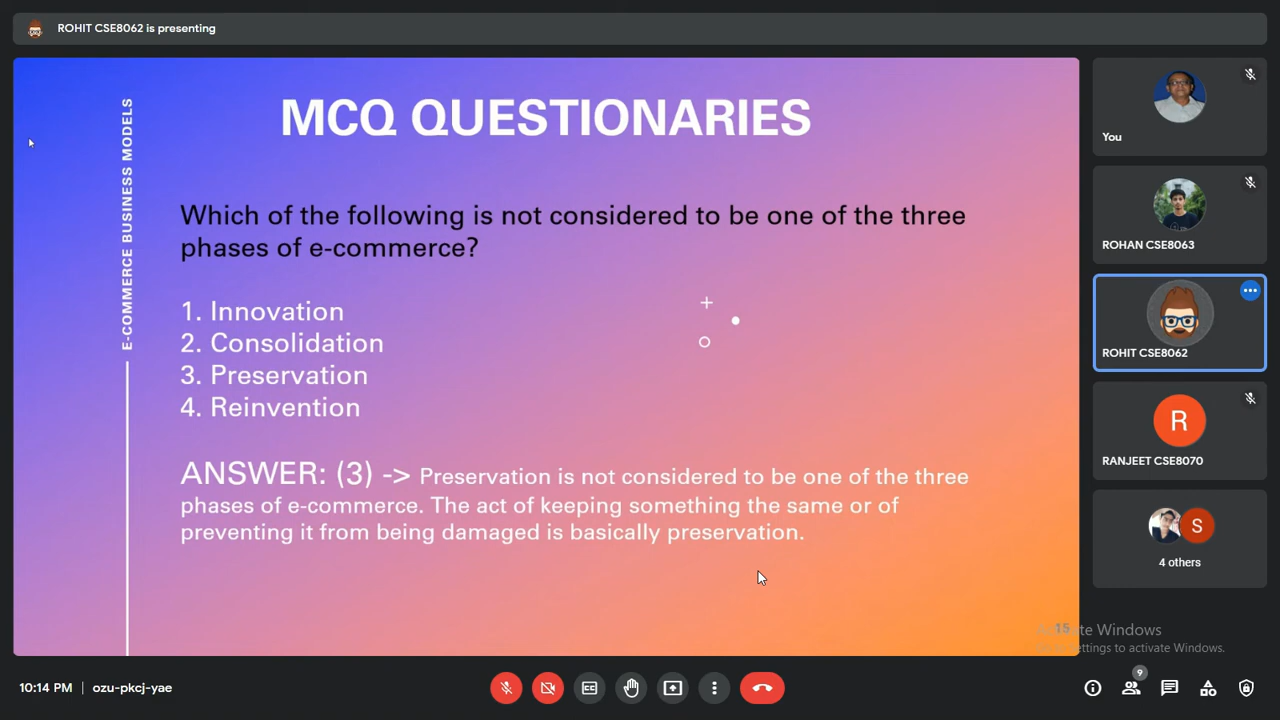 ROHIT CSE8062 is presenting
E-COMMERCE BUSINESS MODELS
MCQ QUESTIONARIES
Which of the following is not considered to be one of the three
phases of e-commerce?
1. Innovation
2. Consolidation
3. Preservation
4. Reinvention
ANSWER: (3) -> Preservation is not considered to be one of the three
phases of e-commerce. The act of keeping something the same or of
preventing it from being damaged is basically preservation.
15
You
ROHAN CSE8063
ROHIT CSE8062
R
RANJEET CSE8070
S
4 others
Windows
settings to activate Windows.
10:14 PM | ozu-pkcj-yae
CC
9